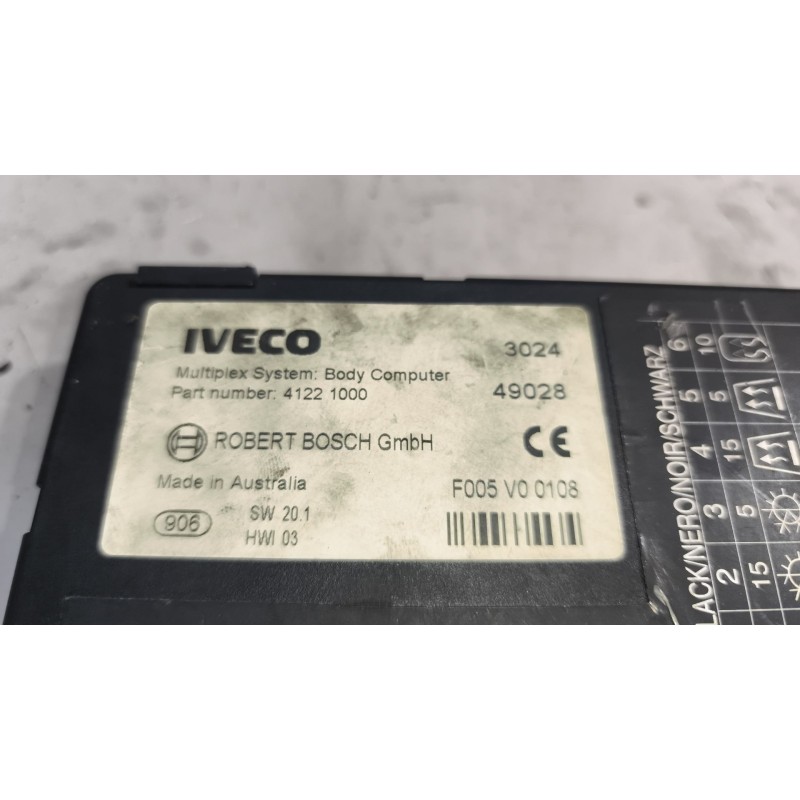 IVECO
3024
Multiplex System: Body Computer
Part number: 4122 1000
49028
ROBERT BOSCH GmbH
CE
Made in Australia
F005 V0 0108
906
SW 20.1
HWI 03
LACK/NERO/NOIR/SCHWARZ
6 10
5 5
4 15
3 5
2 15